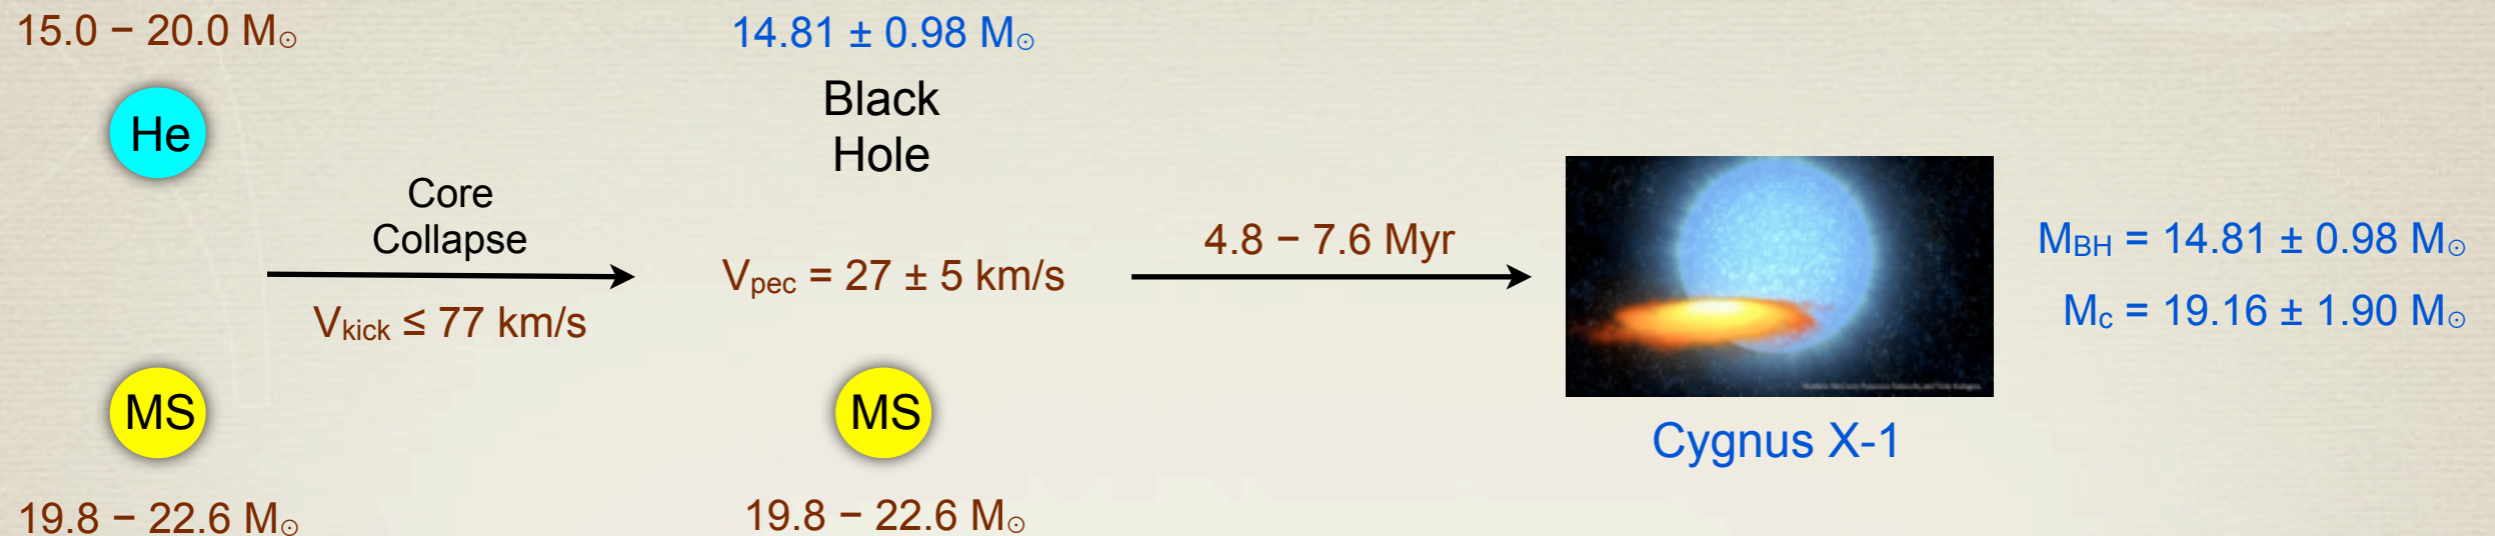 15.0 − 20.0 M☉
He
MS
19.8 − 22.6 M☉
Core
Collapse
Vkick ≤ 77 km/s
14.81 ± 0.98 M☉
Black
Hole
Vpec = 27 ± 5 km/s
MS
19.8 − 22.6 M☉
4.8 − 7.6 Myr
Cygnus X-1
MBH = 14.81 ± 0.98 M☉
Mc = 19.16 ± 1.90 M☉